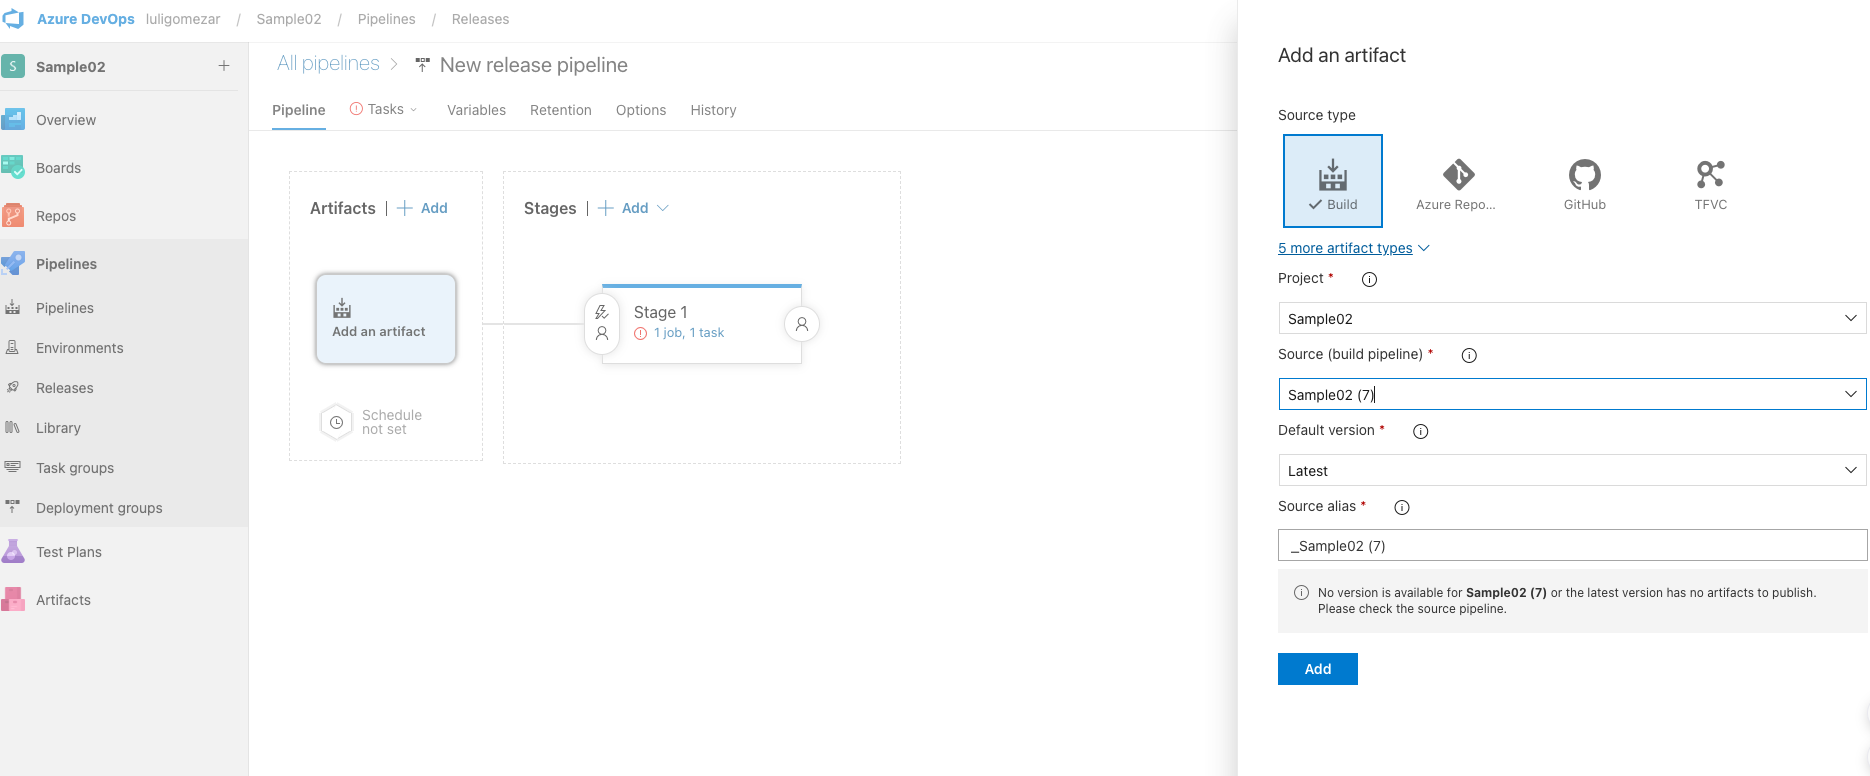 Azure DevOps luligomezar / Sample02 / Pipelines / Releases
S Sample02 +
Overview
Boards
Repos
Pipelines
Pipelines
Environments
Releases
Library
Task groups
Deployment groups
Test Plans
Artifacts
All pipelines > New release pipeline
Pipeline Tasks Variables Retention Options History
Artifacts | + Add
Add an artifact
Schedule
not set
Stages | + Add
Stage 1
1 job, 1 task
Add an artifact
Source type
Build Azure Repo... GitHub TFVC
5 more artifact types
Project *
Sample02
Source (build pipeline) *
Sample02 (7)
Default version *
Latest
Source alias *
_Sample02 (7)
No version is available for Sample02 (7) or the latest version has no artifacts to publish.
Please check the source pipeline.
Add